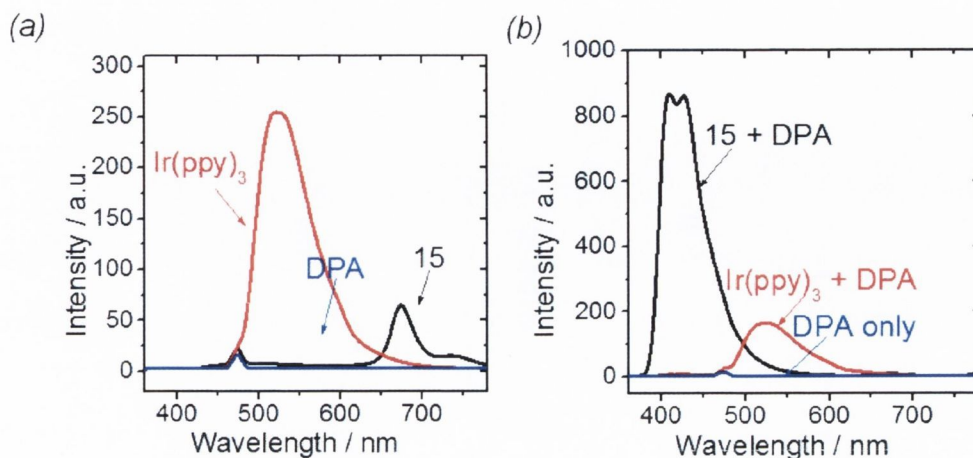 (a)
300
250
200
150
100
50
0
Intensity / a.u.
Ir(ppy)3
DPA
15
400 500 600 700
Wavelength / nm
(b)
1000
800
600
400
200
0
Intensity / a.u.
15 + DPA
Ir(ppy)3 + DPA
DPA only
400 500 600 700
Wavelength / nm